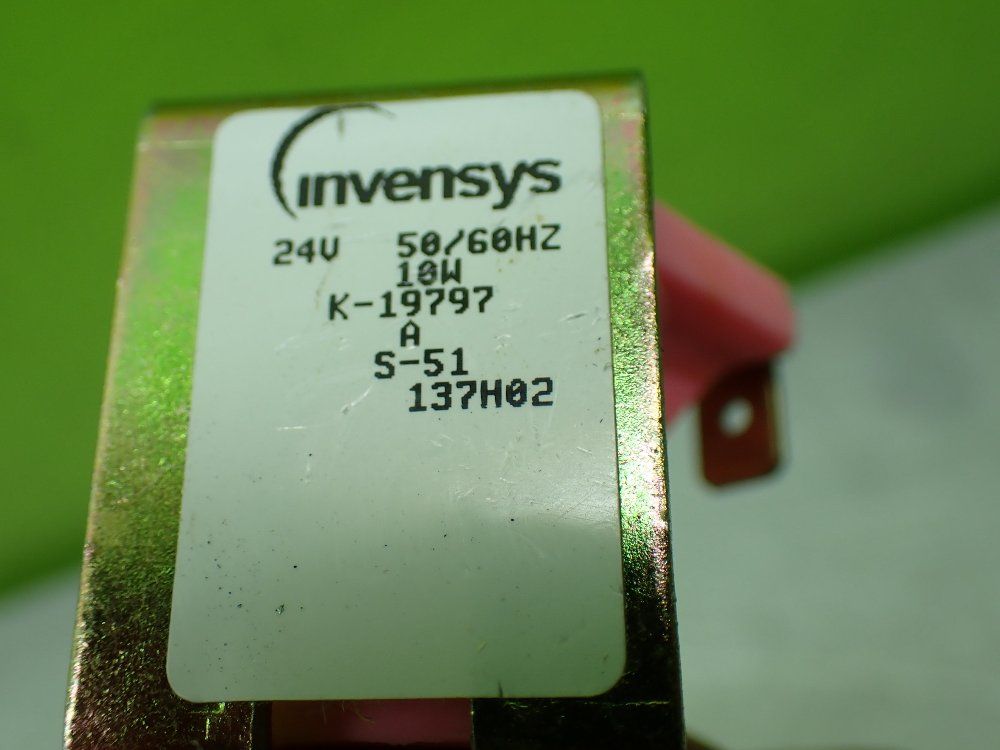 invensys
24V 50/60HZ
10W
K-19797
A
S-51
137H02